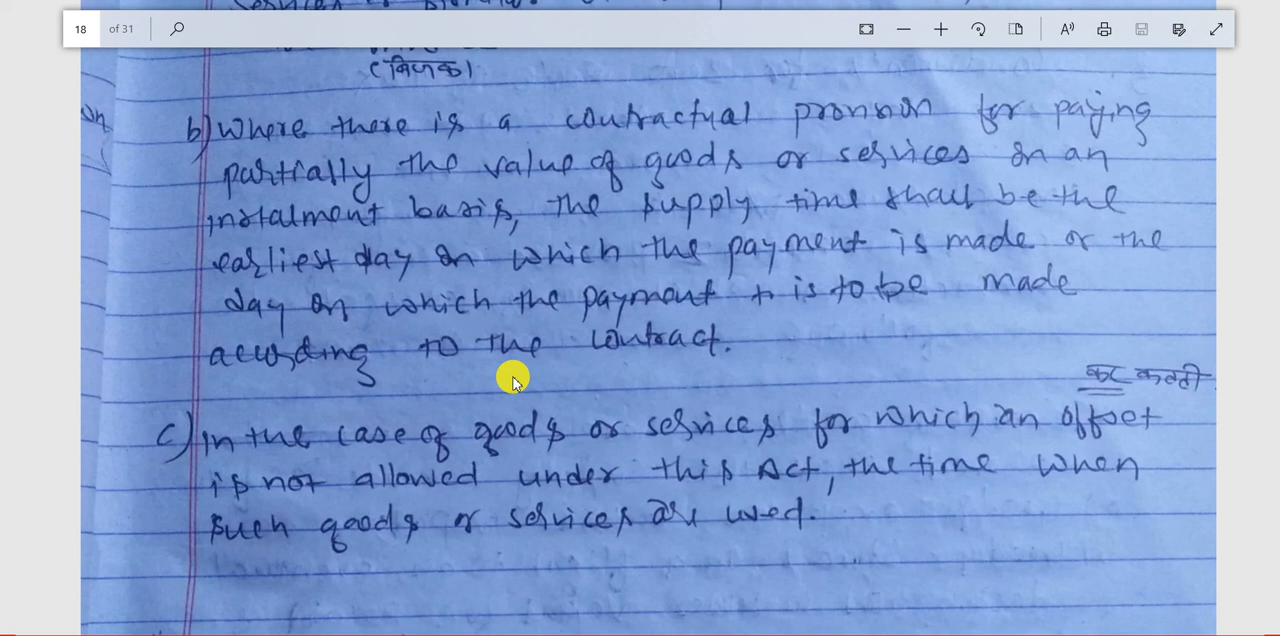 18 of 31
(बिजक)
b) Where there is a contractual provision for paying
partially the value of goods or services on an
instalment basis, the supply time shall be the
earliest day on which the payment is made or the
day on which the payment is to be made
according to the contract.
कर कट्टी
c) In the case of goods or services for which an offset
is not allowed under this Act, the time when
such goods or services are used.